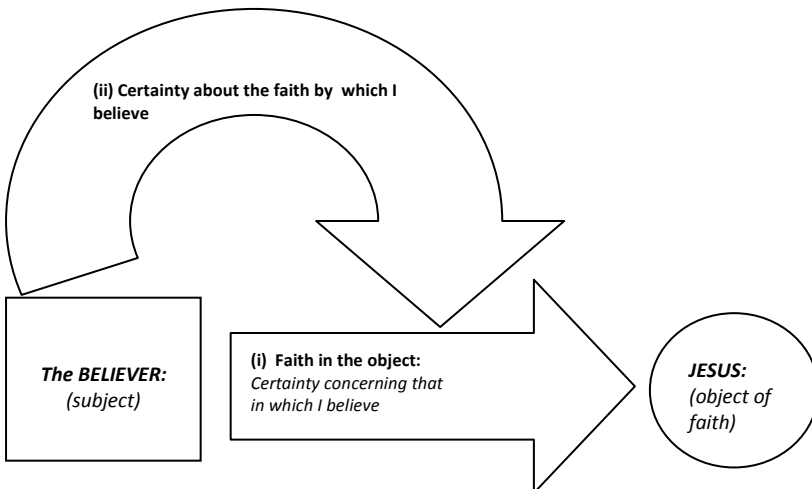 (ii) Certainty about the faith by which I
believe
The BELIEVER:
(subject)
(i) Faith in the object:
Certainty concerning that
in which I believe
JESUS:
(object of
faith)